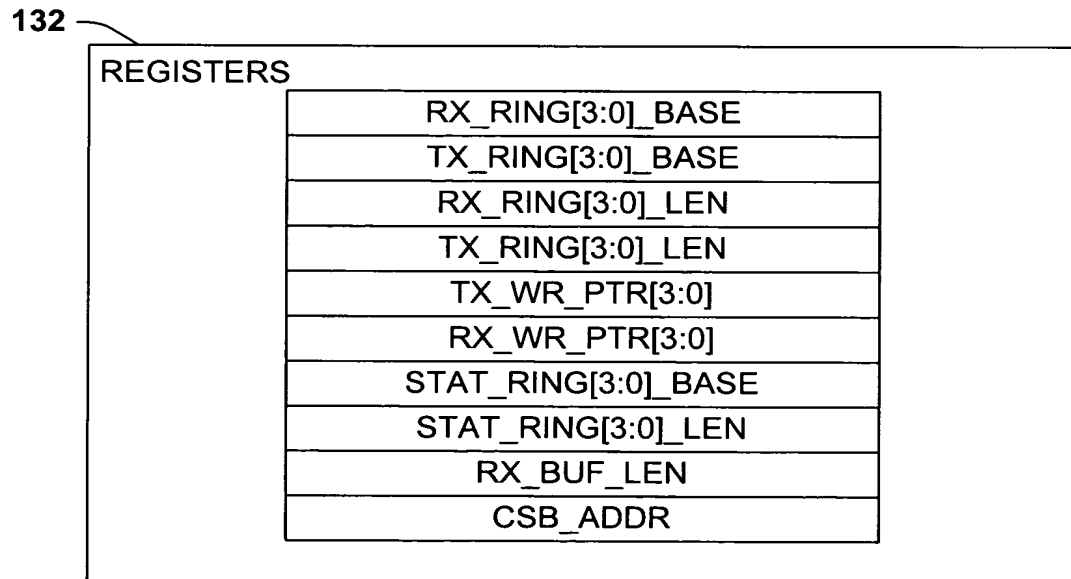 132
REGISTERS
RX_RING[3:0]_BASE
TX_RING[3:0]_BASE
RX_RING[3:0]_LEN
TX_RING[3:0]_LEN
TX_WR_PTR[3:0]
RX_WR_PTR[3:0]
STAT_RING[3:0]_BASE
STAT_RING[3:0]_LEN
RX_BUF_LEN
CSB_ADDR